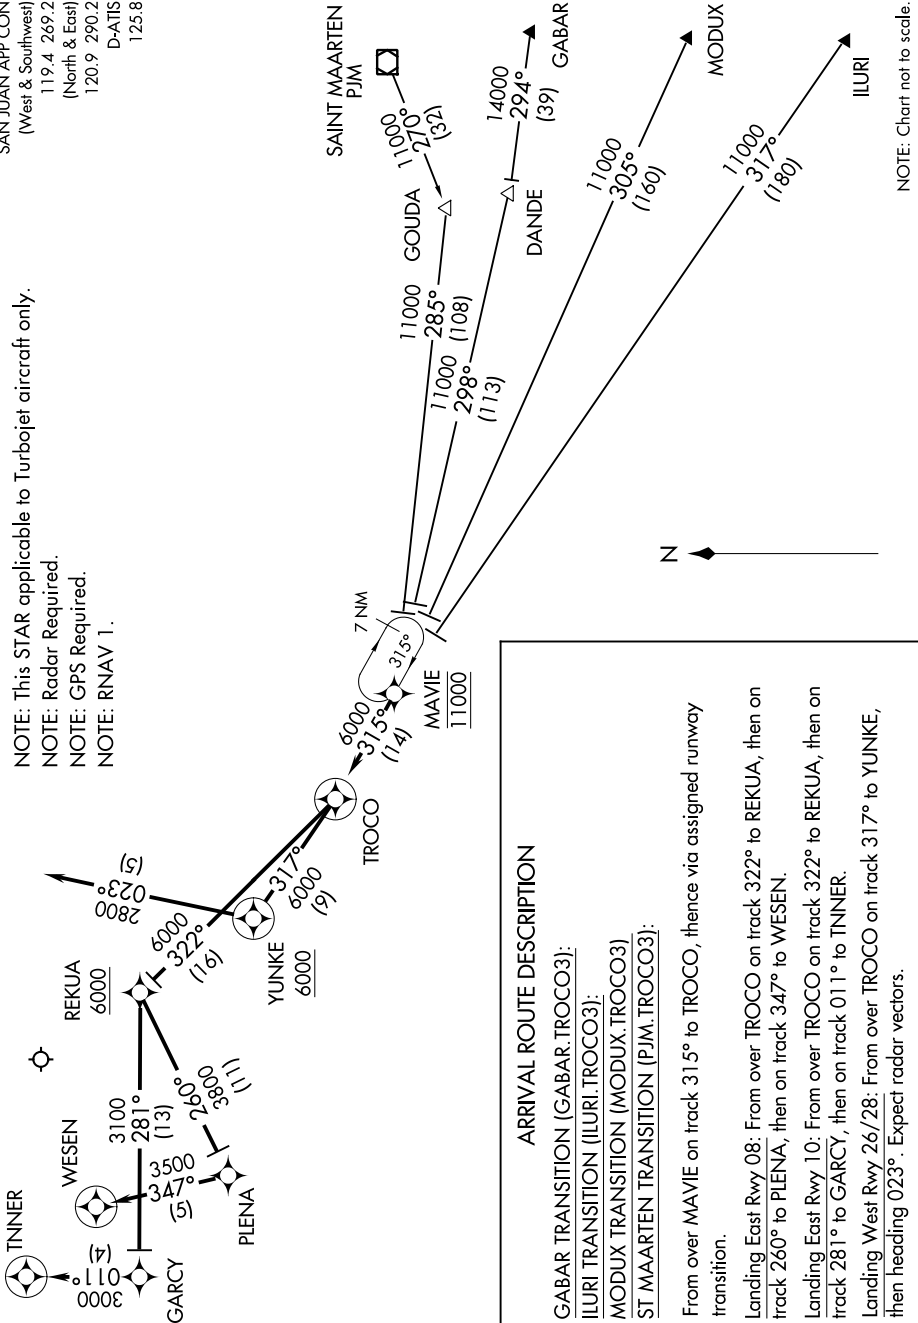 SAN JUAN APP CON
(West & Southwest)
119.4 269.2
(North & East)
120.9 290.2
D-ATIS
125.8
NOTE: This STAR applicable to Turbojet aircraft only.
NOTE: Radar Required.
NOTE: GPS Required.
NOTE: RNAV 1.
TNNER
3000
011°
(4)
GARCY
WESEN
3500
347°
(5)
PLENA
3100
281°
(13)
260°
3800
(11)
REKUA
6000
6000
322°
(16)
2800
023°
(5)
YUNKE
6000
317°
6000
(9)
TROCO
6000
315°
(14)
MAVIE
11000
315°
7 NM
11000
285°
(108)
GOUDA
11000
270°
(32)
SAINT MAARTEN
PJM
11000
298°
(113)
DANDE
14000
294°
(39)
GABAR
11000
305°
(160)
MODUX
11000
317°
(180)
ILURI
N
NOTE: Chart not to scale.
ARRIVAL ROUTE DESCRIPTION
GABAR TRANSITION (GABAR.TROCO3):
ILURI TRANSITION (ILURI.TROCO3):
MODUX TRANSITION (MODUX.TROCO3)
ST MAARTEN TRANSITION (PJM.TROCO3):
From over MAVIE on track 315° to TROCO, thence via assigned runway
transition.
Landing East Rwy 08: From over TROCO on track 322° to REKUA, then on
track 260° to PLENA, then on track 347° to WESEN.
Landing East Rwy 10: From over TROCO on track 322° to REKUA, then on
track 281° to GARCY, then on track 011° to TNNER.
Landing West Rwy 26/28: From over TROCO on track 317° to YUNKE,
then heading 023°. Expect radar vectors.